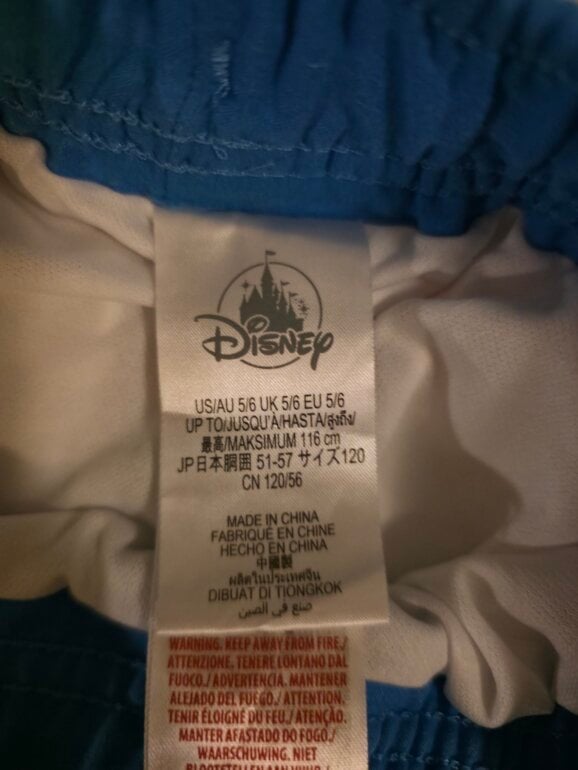 Disney
US/AU 5/6 UK 5/6 EU 5/6
UP TO/JUSQU'À/HASTA/สูงถึง/
最高/MAKSIMUM 116 cm
JP日本胴囲 51-57 サイズ120
CN 120/56
MADE IN CHINA
FABRIQUÉ EN CHINE
HECHO EN CHINA
中國製
ผลิตในประเทศจีน
DIBUAT DI TIONGKOK
صنع في الصين
WARNING. KEEP AWAY FROM FIRE./
ATTENZIONE. TENERE LONTANO DAL
FUOCO./ ADVERTENCIA. MANTENER
ALEJADO DEL FUEGO./ ATTENTION.
TENIR ÉLOIGNÉ DU FEU./ ATENÇÃO.
MANTER AFASTADO DO FOGO./
WAARSCHUWING. NIET
BLOOTSTELLEN AAN VUUR./